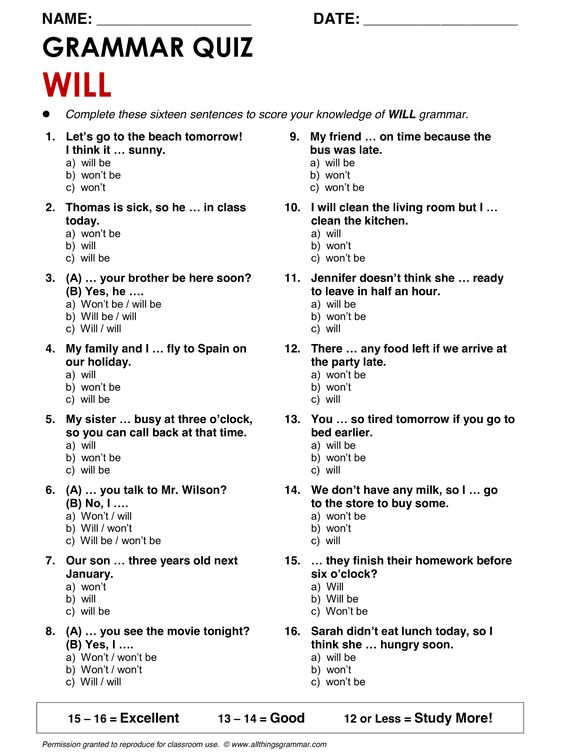 NAME: ____________________ DATE: ____________________
GRAMMAR QUIZ
WILL
● Complete these sixteen sentences to score your knowledge of WILL grammar.
1. Let's go to the beach tomorrow!
I think it … sunny.
a) will be
b) won't be
c) won't
2. Thomas is sick, so he … in class
today.
a) won't be
b) will
c) will be
3. (A) … your brother be here soon?
(B) Yes, he ….
a) Won't be / will be
b) Will be / will
c) Will / will
4. My family and I … fly to Spain on
our holiday.
a) will
b) won't be
c) will be
5. My sister … busy at three o'clock,
so you can call back at that time.
a) will
b) won't be
c) will be
6. (A) … you talk to Mr. Wilson?
(B) No, I ….
a) Won't / will
b) Will / won't
c) Will be / won't be
7. Our son … three years old next
January.
a) won't
b) will
c) will be
8. (A) … you see the movie tonight?
(B) Yes, I ….
a) Won't / won't be
b) Won't / won't
c) Will / will
9. My friend … on time because the
bus was late.
a) will be
b) won't
c) won't be
10. I will clean the living room but I …
clean the kitchen.
a) will
b) won't
c) will be
11. Jennifer doesn't think she … ready
to leave in half an hour.
a) will be
b) won't be
c) will
12. There … any food left if we arrive at
the party late.
a) won't be
b) won't
c) will
13. You … so tired tomorrow if you go to
bed earlier.
a) will be
b) won't be
c) will
14. We don't have any milk, so I … go
to the store to buy some.
a) won't be
b) won't
c) will
15. … they finish their homework before
six o'clock?
a) Will
b) Will be
c) Won't be
16. Sarah didn't eat lunch today, so I
think she … hungry soon.
a) will be
b) won't
c) won't be
15 – 16 = Excellent 13 – 14 = Good 12 or Less = Study More!
Permission granted to reproduce for classroom use. © www.allthingsgrammar.com